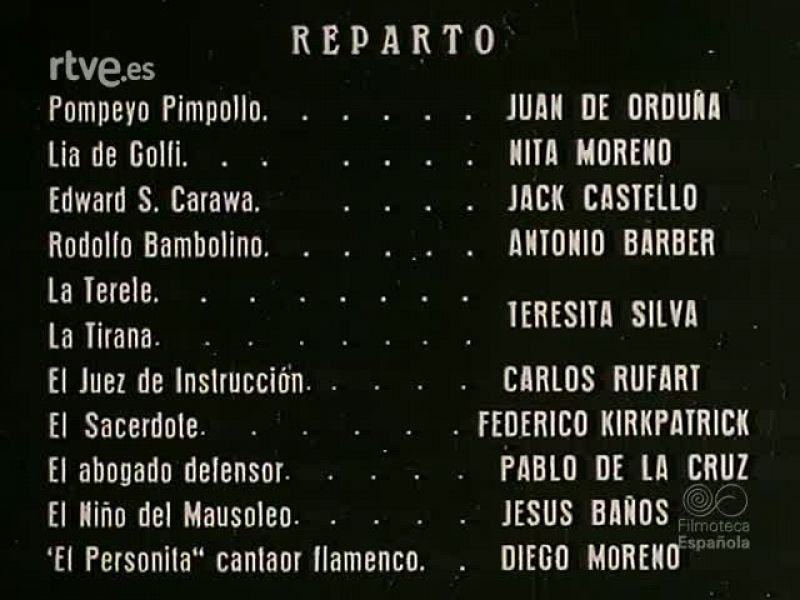 REPARTO
rtve.es
Pompeyo Pimpollo. . . . . . JUAN DE ORDUÑA
Lia de Golfi. . . . . . . NITA MORENO
Edward S. Carawa. . . . . JACK CASTELLO
Rodolfo Bambolino. . . . . . ANTONIO BARBER
La Terele. . . . . . . .
TERESITA SILVA
La Tirana. . . . . . . .
El Juez de Instrucción. . . . . CARLOS RUFART
El Sacerdote. . . . . . . FEDERICO KIRKPATRICK
El abogado defensor. . . . . PABLO DE LA CRUZ
El Niño del Mausoleo. . . . . JESUS BAÑOS
'El Personita“ cantaor flamenco. . DIEGO MORENO
Filmoteca
Española